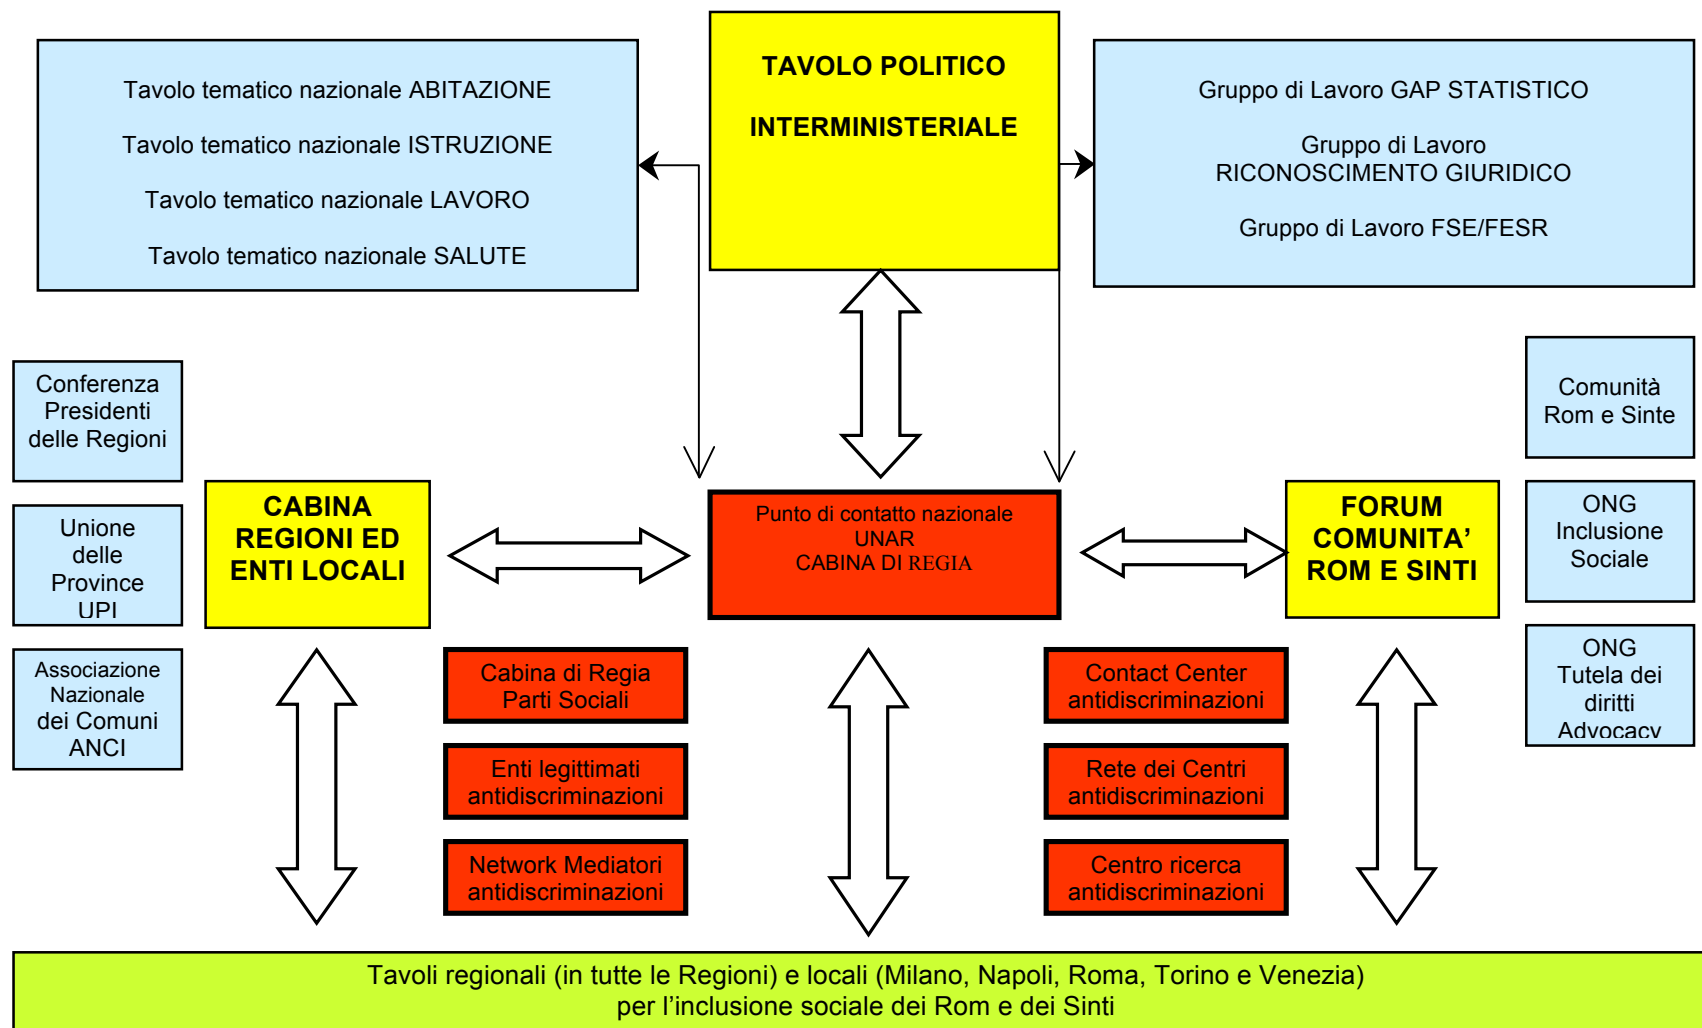 Tavolo tematico nazionale ABITAZIONE
Tavolo tematico nazionale ISTRUZIONE
Tavolo tematico nazionale LAVORO
Tavolo tematico nazionale SALUTE
TAVOLO POLITICO
INTERMINISTERIALE
Gruppo di Lavoro GAP STATISTICO
Gruppo di Lavoro
RICONOSCIMENTO GIURIDICO
Gruppo di Lavoro FSE/FESR
Conferenza
Presidenti
delle Regioni
Unione
delle
Province
UPI
Associazione
Nazionale
dei Comuni
ANCI
CABINA
REGIONI ED
ENTI LOCALI
Punto di contatto nazionale
UNAR
CABINA DI REGIA
FORUM
COMUNITA’
ROM E SINTI
Comunità
Rom e Sinte
ONG
Inclusione
Sociale
ONG
Tutela dei
diritti
Advocacy
Cabina di Regia
Parti Sociali
Enti legittimati
antidiscriminazioni
Network Mediatori
antidiscriminazioni
Contact Center
antidiscriminazioni
Rete dei Centri
antidiscriminazioni
Centro ricerca
antidiscriminazioni
Tavoli regionali (in tutte le Regioni) e locali (Milano, Napoli, Roma, Torino e Venezia)
per l’inclusione sociale dei Rom e dei Sinti